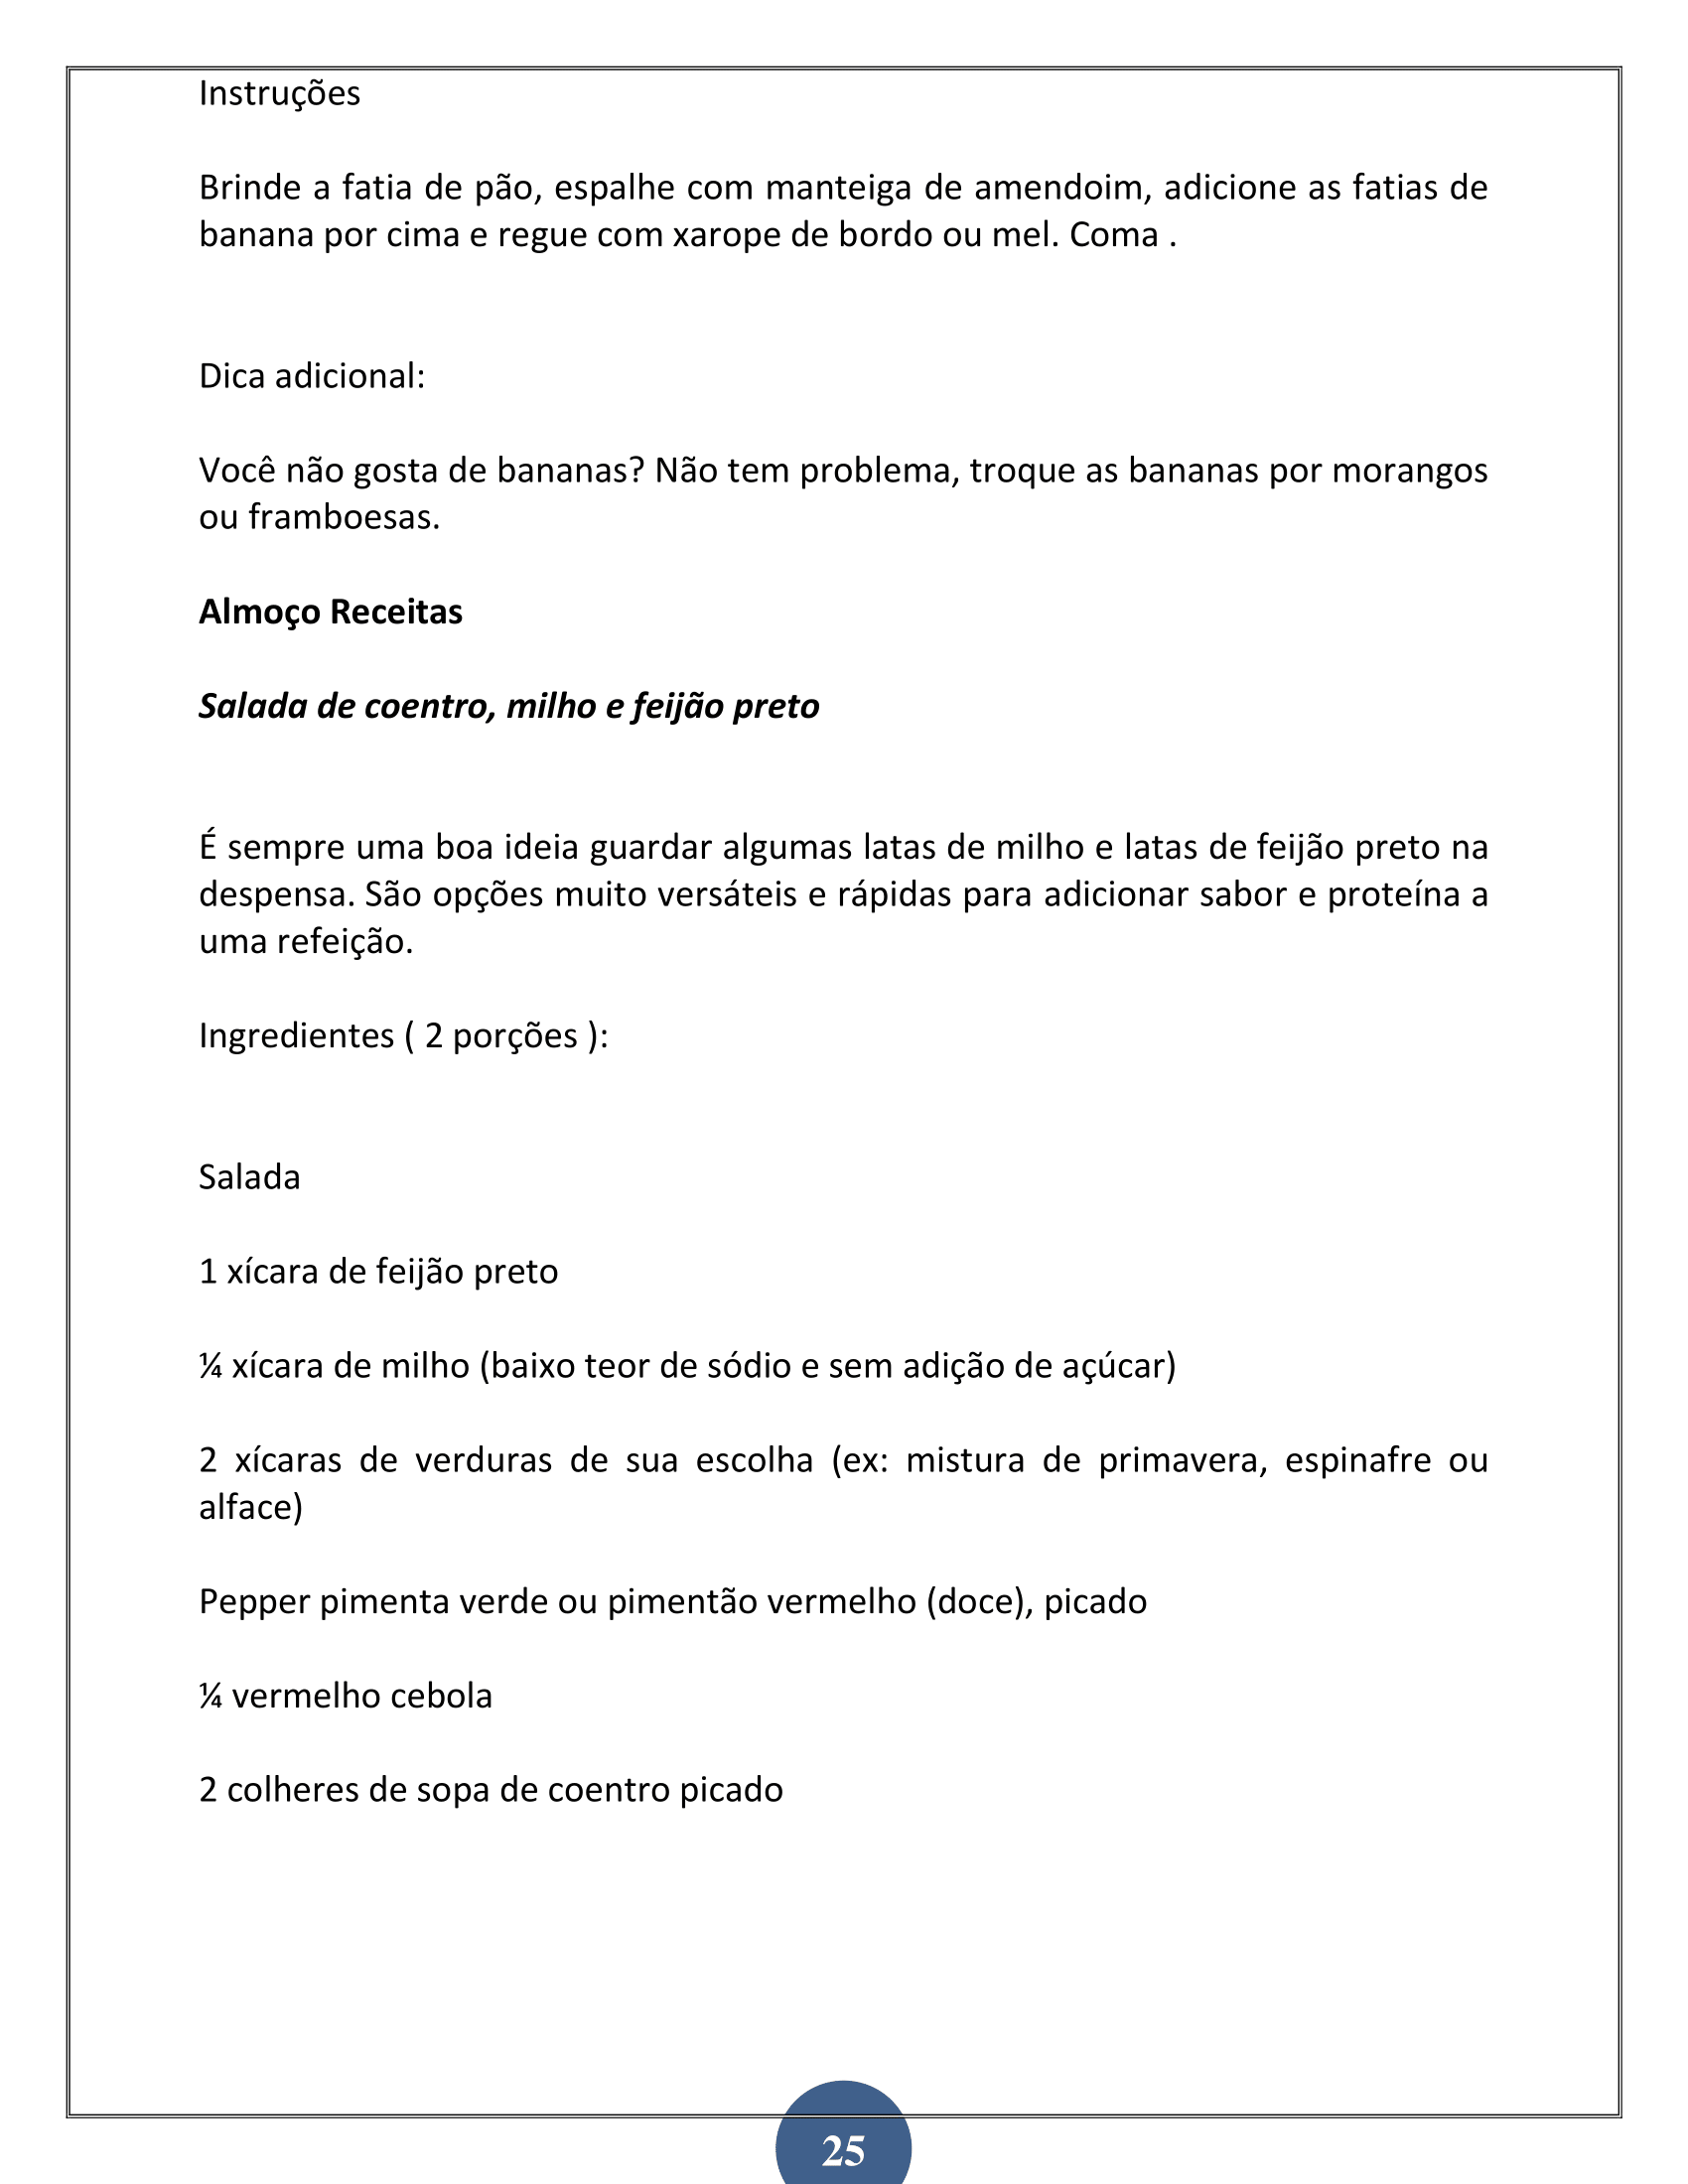 Instruções
Brinde a fatia de pão, espalhe com manteiga de amendoim, adicione as fatias de
banana por cima e regue com xarope de bordo ou mel. Coma .
Dica adicional:
Você não gosta de bananas? Não tem problema, troque as bananas por morangos
ou framboesas.
Almoço Receitas
Salada de coentro, milho e feijão preto
É sempre uma boa ideia guardar algumas latas de milho e latas de feijão preto na
despensa. São opções muito versáteis e rápidas para adicionar sabor e proteína a
uma refeição.
Ingredientes ( 2 porções ):
Salada
1 xícara de feijão preto
¼ xícara de milho (baixo teor de sódio e sem adição de açúcar)
2 xícaras de verduras de sua escolha (ex: mistura de primavera, espinafre ou
alface)
Pepper pimenta verde ou pimentão vermelho (doce), picado
¼ vermelho cebola
2 colheres de sopa de coentro picado
25